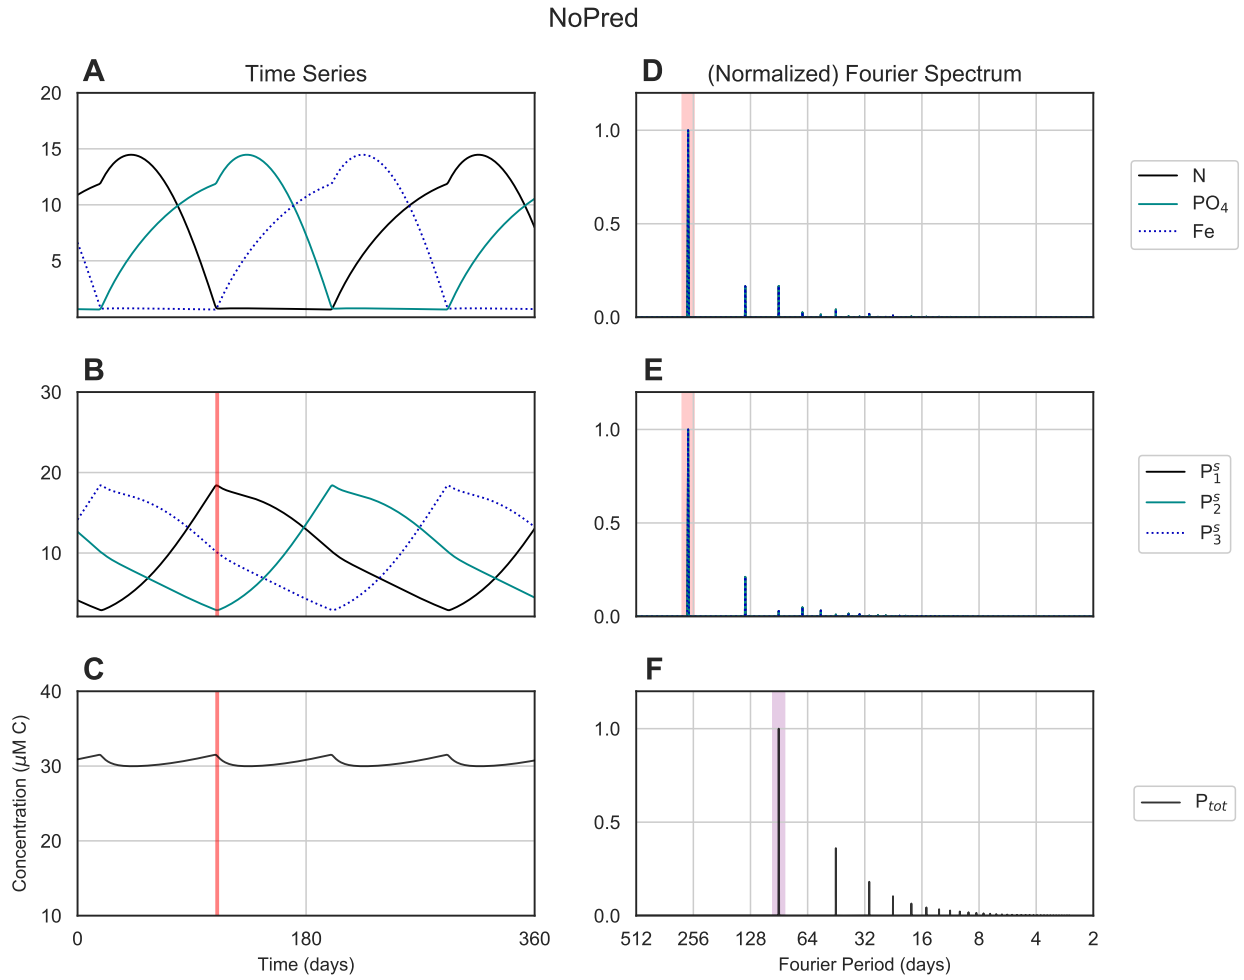 NoPred
A Time Series
20
15
10
5
D (Normalized) Fourier Spectrum
1.0
0.5
0.0
N
PO₄
Fe
B
30
20
10
E
1.0
0.5
0.0
P₁ˢ
P₂ˢ
P₃ˢ
C
40
30
20
10
Concentration (μM C)
0 180 360
Time (days)
F
1.0
0.5
0.0
512 256 128 64 32 16 8 4 2
Fourier Period (days)
Pₜₒₜ